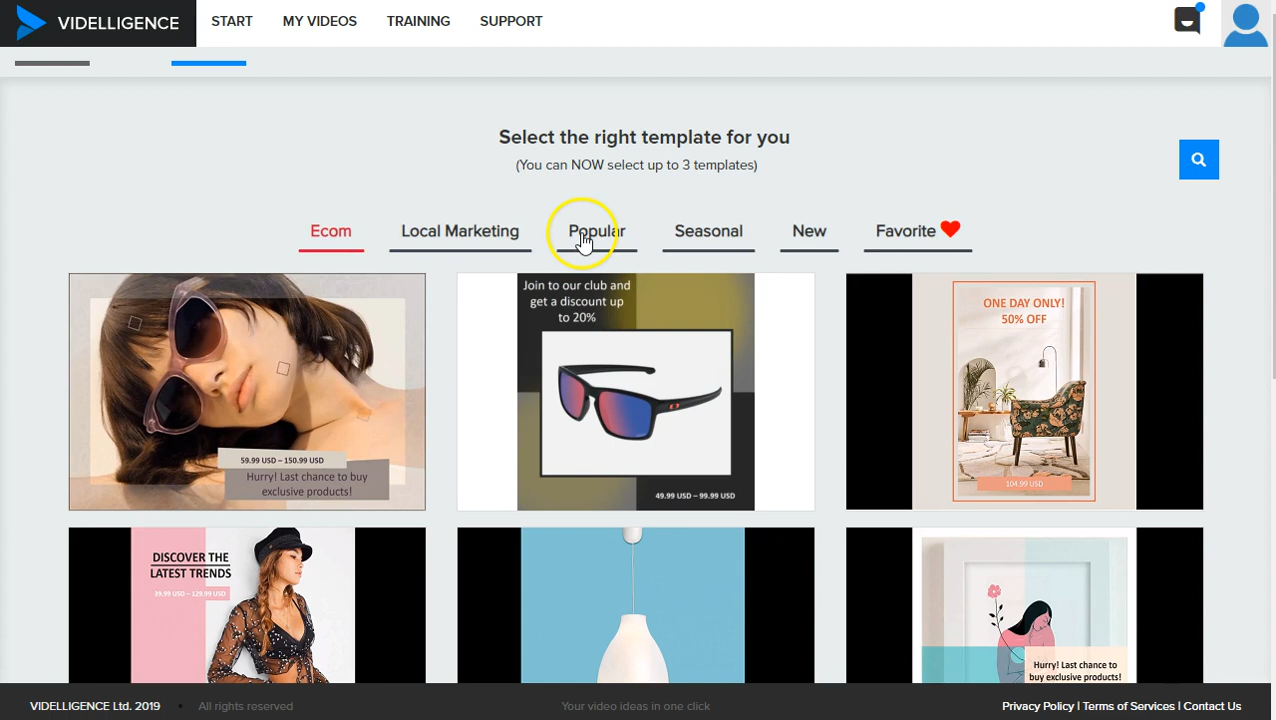 VIDELLIGENCE START MY VIDEOS TRAINING SUPPORT
Select the right template for you
(You can NOW select up to 3 templates)
Ecom Local Marketing Popular Seasonal New Favorite
59.99 USD – 150.99 USD
Hurry! Last chance to buy
exclusive products!
Join to our club and
get a discount up
to 20%
49.99 USD – 99.99 USD
ONE DAY ONLY!
50% OFF
104.99 USD
DISCOVER THE
LATEST TRENDS
39.99 USD – 129.99 USD
Hurry! Last chance to
buy exclusive products!
VIDELLIGENCE Ltd. 2019 • All rights reserved Your video ideas in one click Privacy Policy | Terms of Services | Contact Us